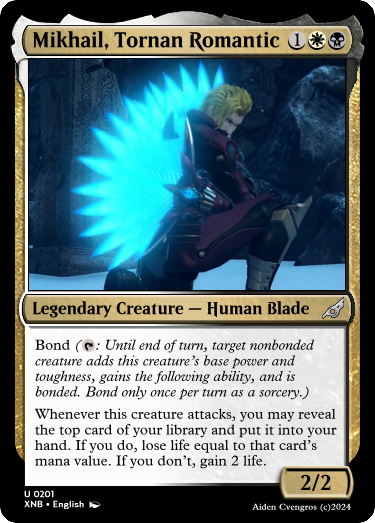 Mikhail, Tornan Romantic 1
Legendary Creature — Human Blade
Bond (: Until end of turn, target nonbonded
creature adds this creature's base power and
toughness, gains the following ability, and is
bonded. Bond only once per turn as a sorcery.)
Whenever this creature attacks, you may reveal
the top card of your library and put it into your
hand. If you do, lose life equal to that card's
mana value. If you don't, gain 2 life.
2/2
U 0201
XNB • English Aiden Cvengros (c)2024